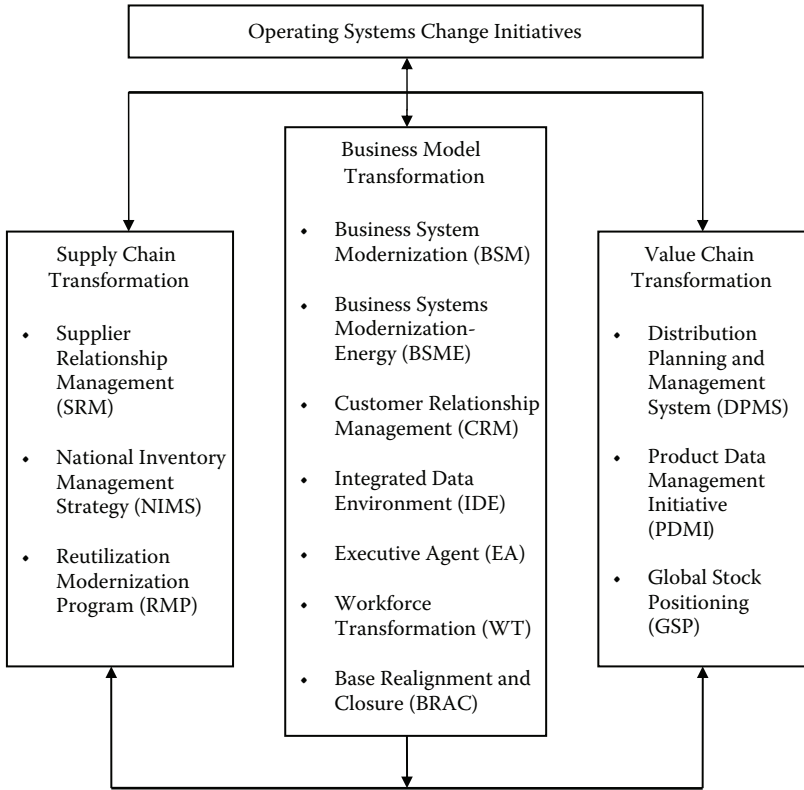 Operating Systems Change Initiatives
Business Model
Transformation
• Business System
Modernization (BSM)
• Business Systems
Modernization-
Energy (BSME)
• Customer Relationship
Management (CRM)
• Integrated Data
Environment (IDE)
• Executive Agent (EA)
• Workforce
Transformation (WT)
• Base Realignment and
Closure (BRAC)
Supply Chain
Transformation
• Supplier
Relationship
Management
(SRM)
• National Inventory
Management
Strategy (NIMS)
• Reutilization
Modernization
Program (RMP)
Value Chain
Transformation
• Distribution
Planning and
Management
System (DPMS)
• Product Data
Management
Initiative
(PDMI)
• Global Stock
Positioning
(GSP)